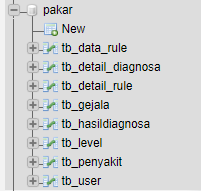 pakar
New
tb_data_rule
tb_detail_diagnosa
tb_detail_rule
tb_gejala
tb_hasildiagnosa
tb_level
tb_penyakit
tb_user